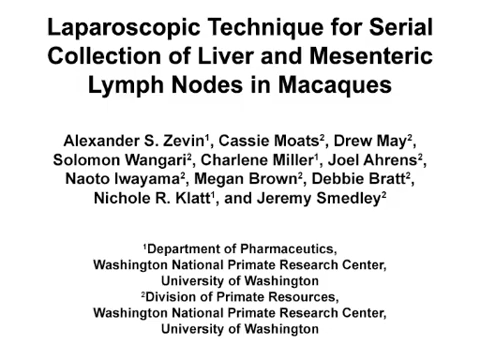 Laparoscopic Technique for Serial
Collection of Liver and Mesenteric
Lymph Nodes in Macaques
Alexander S. Zevin¹, Cassie Moats², Drew May²,
Solomon Wangari², Charlene Miller¹, Joel Ahrens²,
Naoto Iwayama², Megan Brown², Debbie Bratt²,
Nichole R. Klatt¹, and Jeremy Smedley²
¹Department of Pharmaceutics,
Washington National Primate Research Center,
University of Washington
²Division of Primate Resources,
Washington National Primate Research Center,
University of Washington